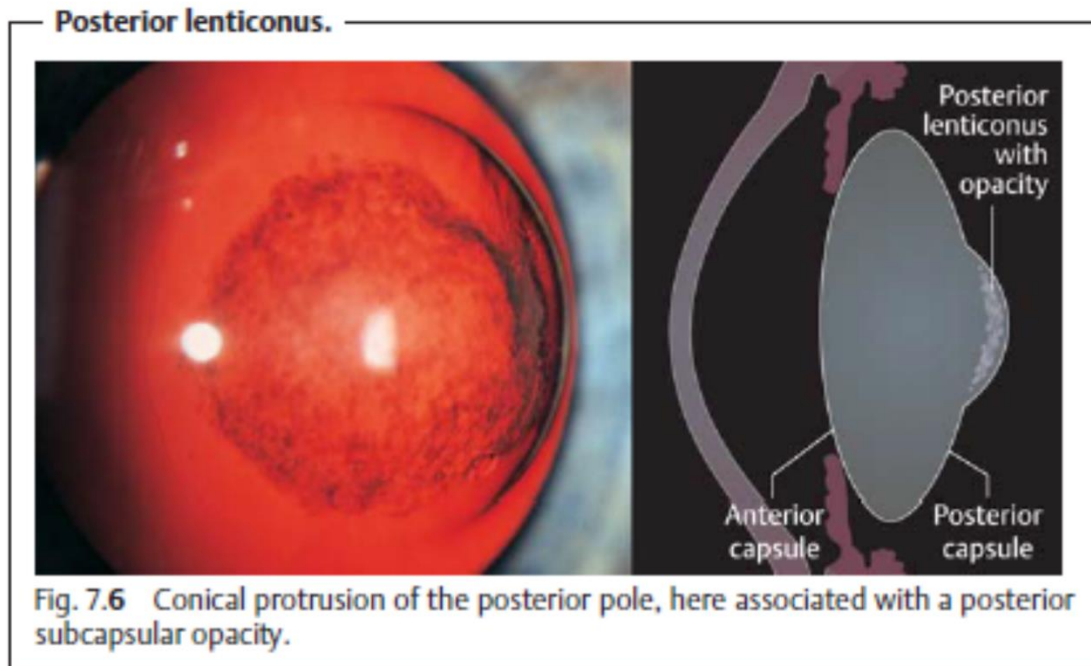 Posterior lenticonus.
Posterior
lenticonus
with
opacity
Anterior
capsule
Posterior
capsule
Fig. 7.6 Conical protrusion of the posterior pole, here associated with a posterior
subcapsular opacity.